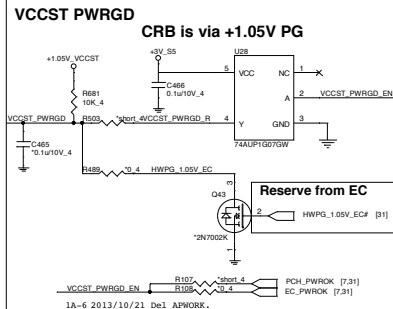 VCCST PWRGD
CRB is via +1.05V PG
+1.05V_VCCST
+3V_S5
U28
C466
0.1u/10V_4
5
VCC
NC
1
R681
10K_4
A
2
VCCST_PWRGD_EN
VCCST_PWRGD
R503
*short_4
VCCST_PWRGD_R
4
Y
GND
3
74AUP1G07GW
C465
*0.1u/10V_4
R489
*0_4
HWPG_1.05V_EC
3
Q43
Reserve from EC
2
HWPG_1.05V_EC# [31]
*2N7002K
1
VCCST_PWRGD_EN
R107
*short_4
PCH_PWROK [7,31]
R108
*0_4
EC_PWROK [7,31]
1A-6 2013/10/21 Del APWORK.